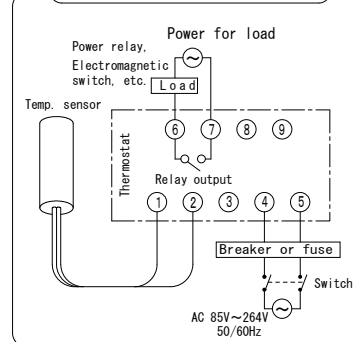 Power for load
Power relay,
Electromagnetic
switch, etc.
Load
Temp. sensor
6 7 8 9
Thermostat
Relay output
1 2 3 4 5
Breaker or fuse
Switch
AC 85V～264V
50/60Hz